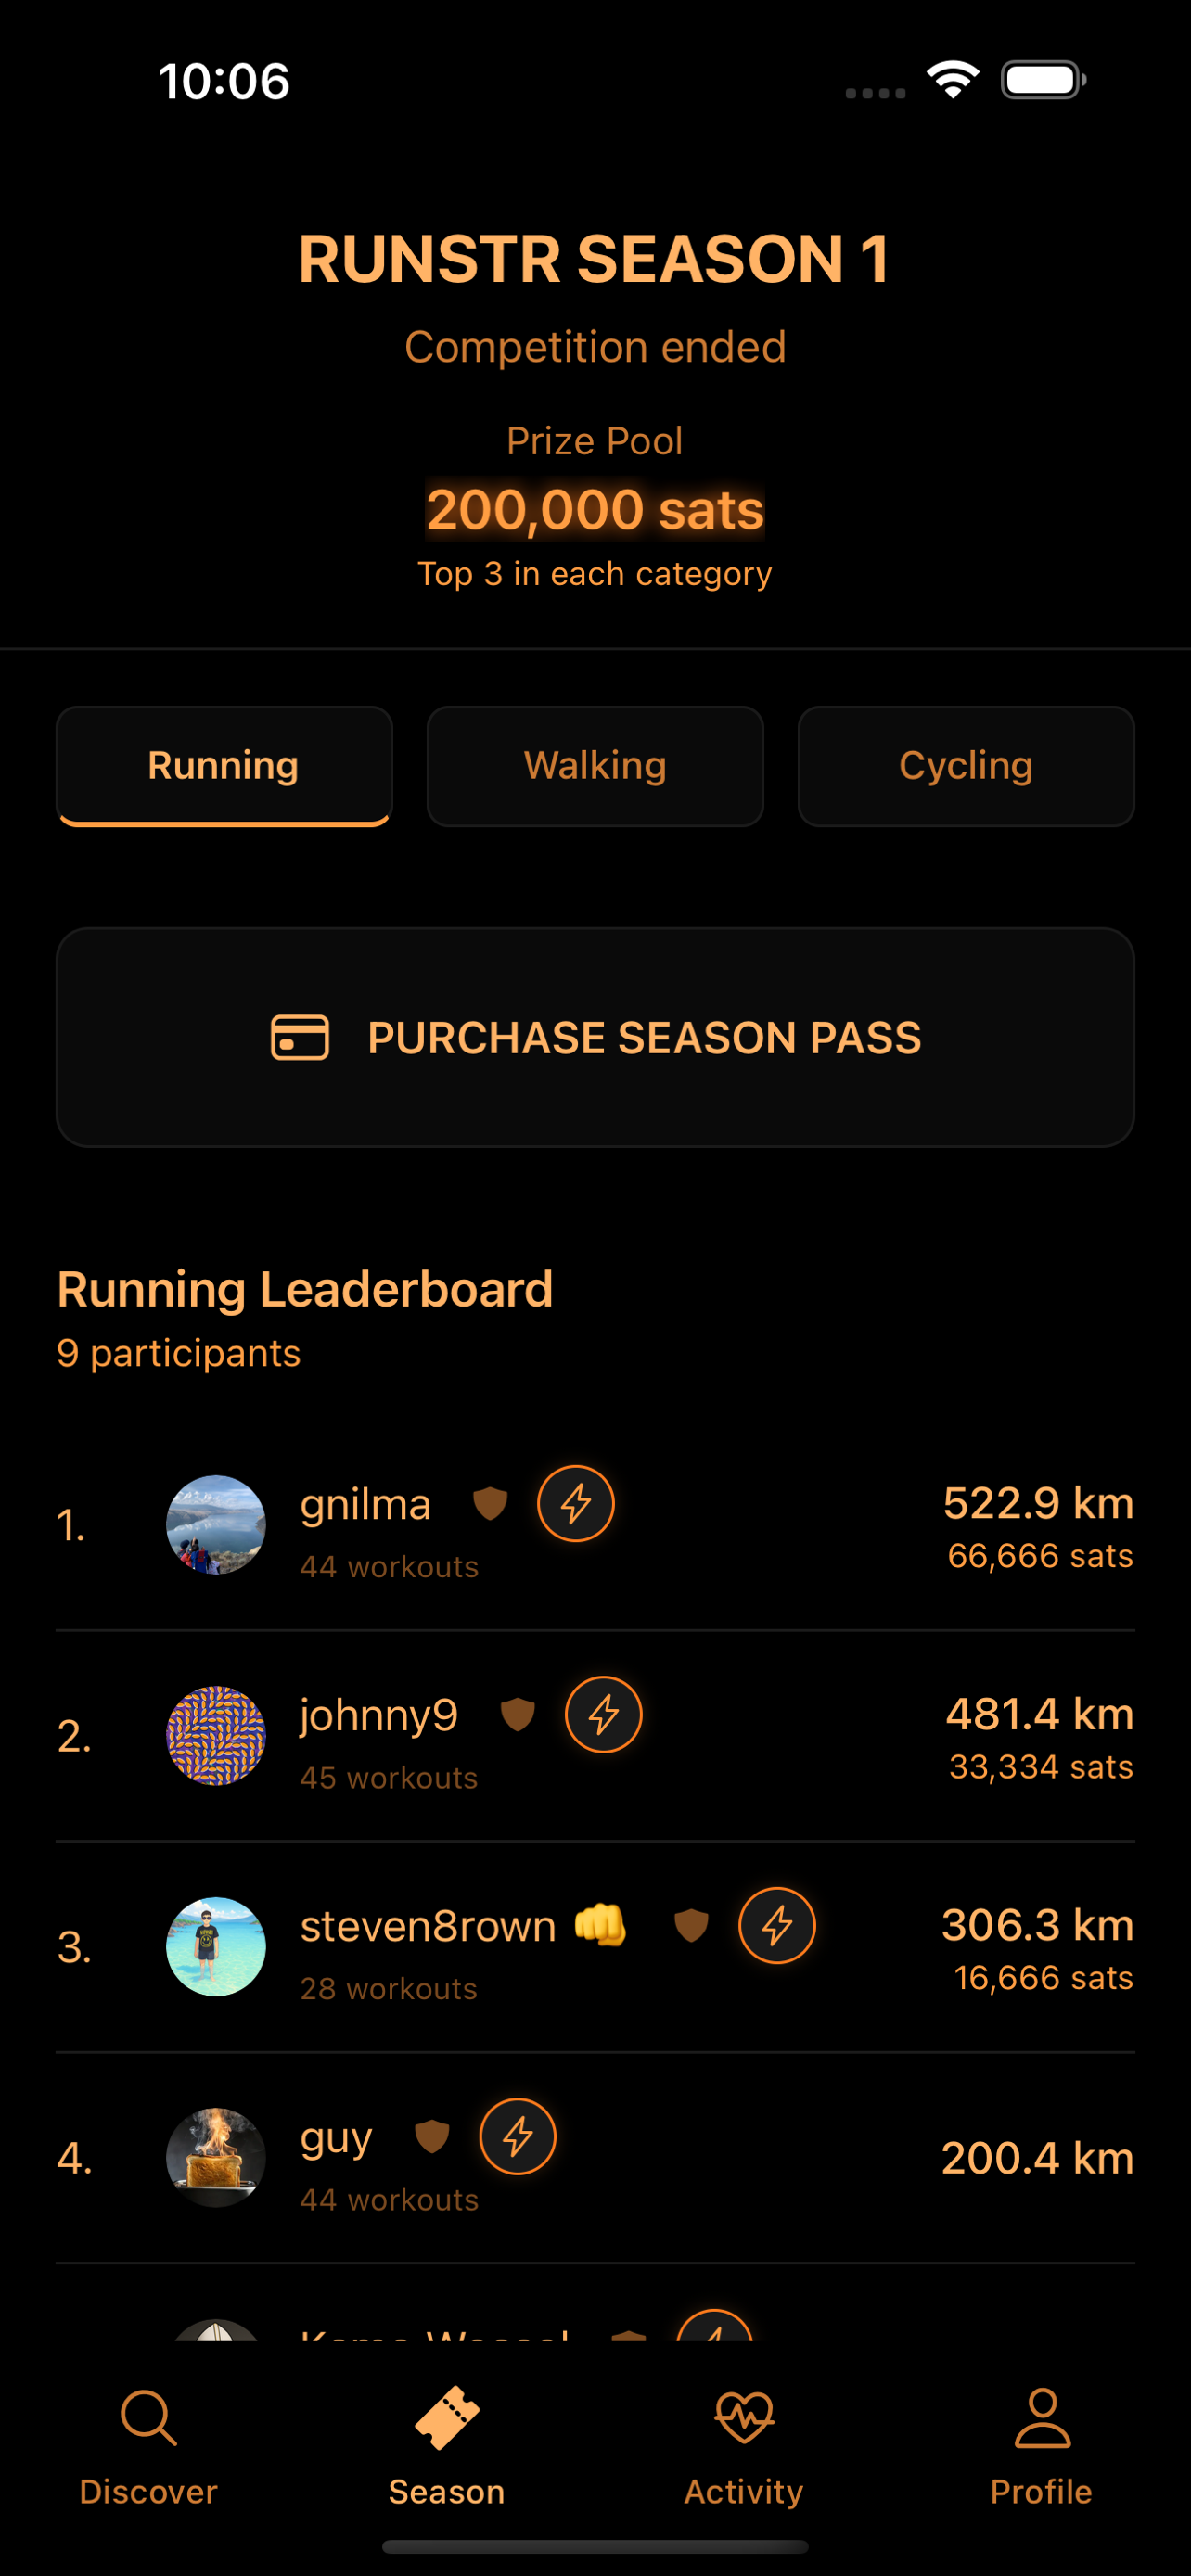 10:06
RUNSTR SEASON 1
Competition ended
Prize Pool
200,000 sats
Top 3 in each category
Running
Walking
Cycling
PURCHASE SEASON PASS
Running Leaderboard
9 participants
1.
gnilma
522.9 km
44 workouts
66,666 sats
2.
johnny9
481.4 km
45 workouts
33,334 sats
3.
steven8rown 👊
306.3 km
28 workouts
16,666 sats
4.
guy
200.4 km
44 workouts
Discover
Season
Activity
Profile